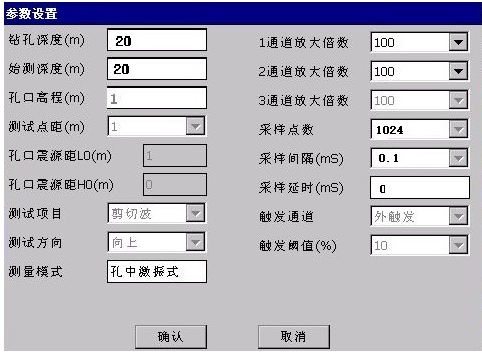 参数设置
钻孔深度(m) 20
始测深度(m) 20
孔口高程(m) 1
测试点距(m) 1
孔口震源距L0(m) 1
孔口震源距H0(m) 0
测试项目 剪切波
测试方向 向上
测量模式 孔中激振式
1通道放大倍数 100
2通道放大倍数 100
3通道放大倍数 100
采样点数 1024
采样间隔(mS) 0.1
采样延时(mS) 0
触发通道 外触发
触发阈值(%) 10
确认 取消